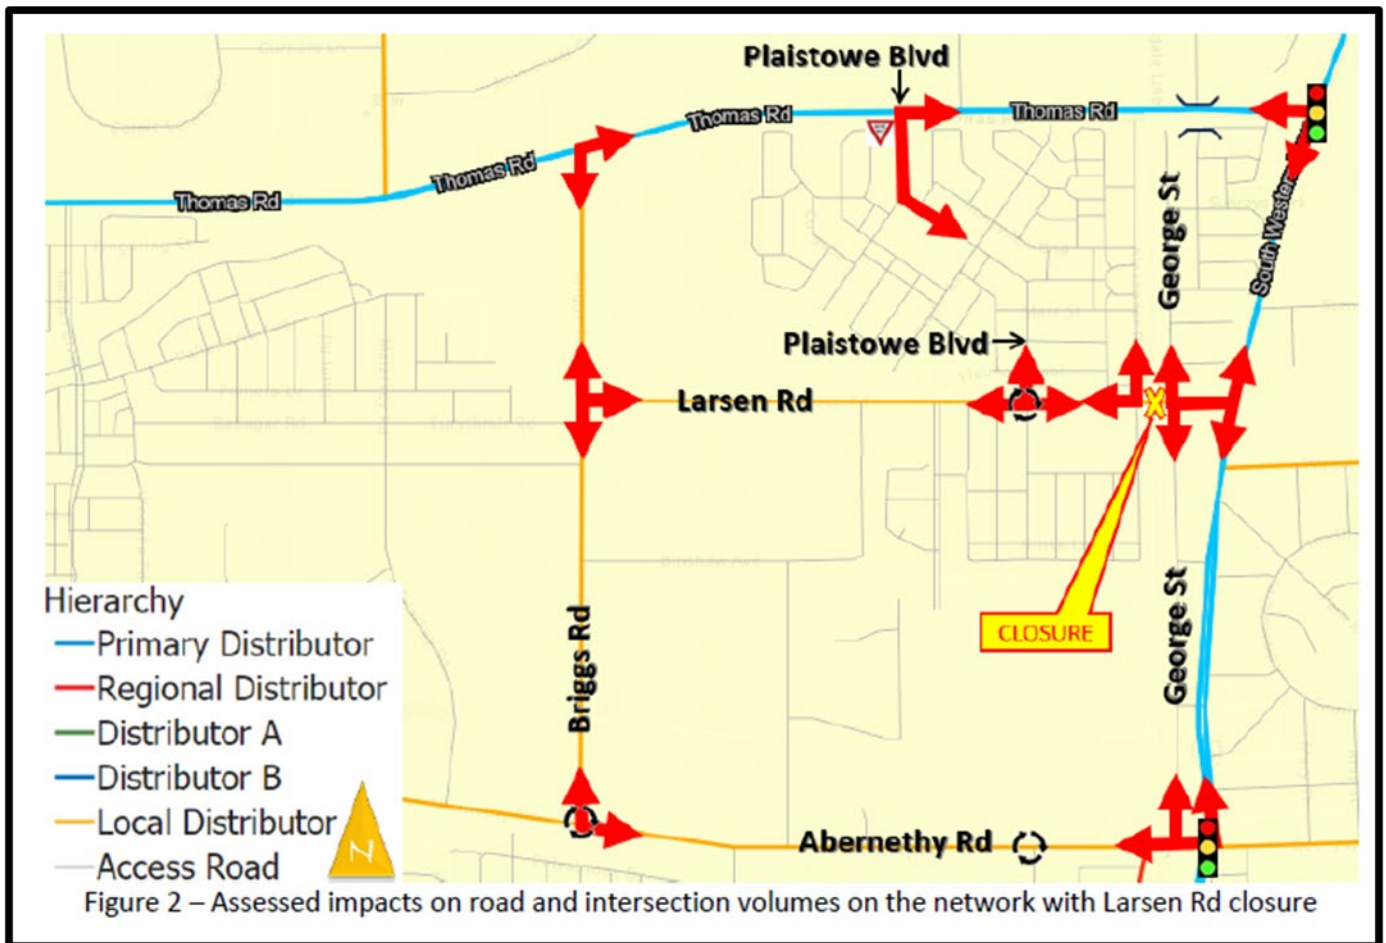 Plaistowe Blvd
Thomas Rd
Thomas Rd
Thomas Rd
Thomas Rd
George St
South Wester
Plaistowe Blvd
Larsen Rd
CLOSURE
Briggs Rd
George St
Abernethy Rd
Hierarchy
Primary Distributor
Regional Distributor
Distributor A
Distributor B
Local Distributor
Access Road
N
Figure 2 – Assessed impacts on road and intersection volumes on the network with Larsen Rd closure